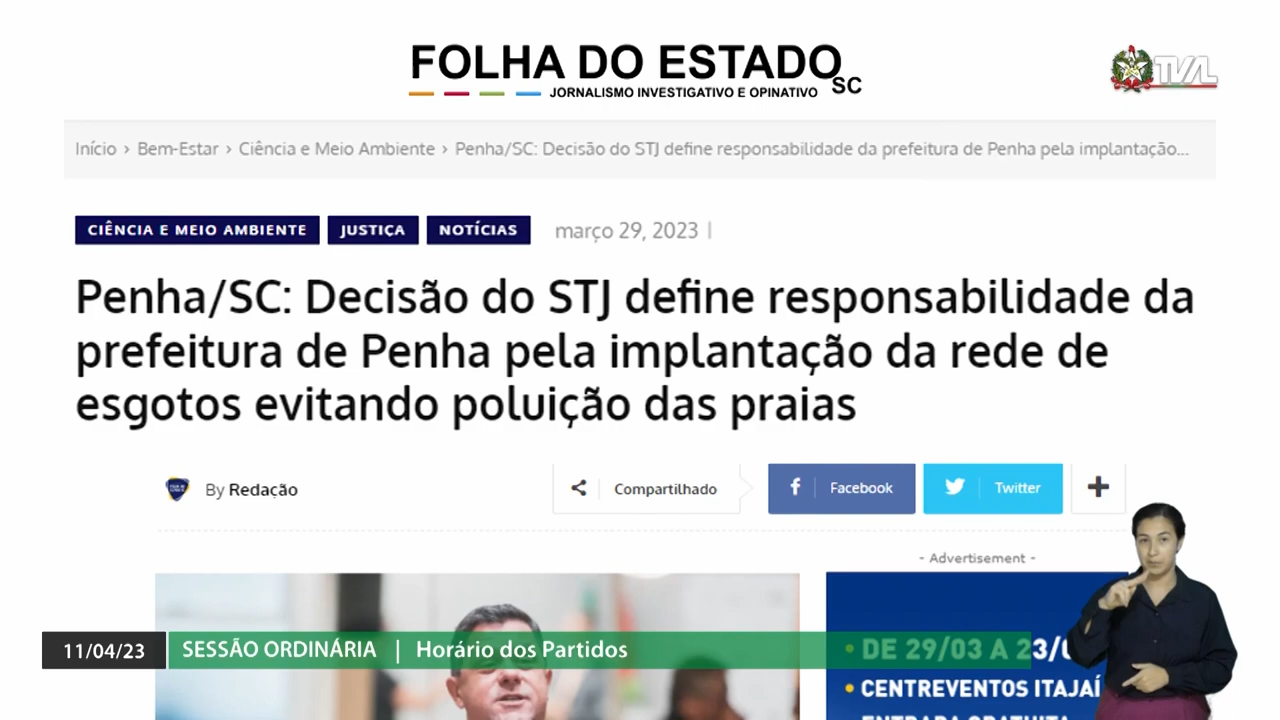 FOLHA DO ESTADO
SC
JORNALISMO INVESTIGATIVO E OPINATIVO
TVAL
Início › Bem-Estar › Ciência e Meio Ambiente › Penha/SC: Decisão do STJ define responsabilidade da prefeitura de Penha pela implantação...
CIÊNCIA E MEIO AMBIENTE JUSTIÇA NOTÍCIAS março 29, 2023 |
Penha/SC: Decisão do STJ define responsabilidade da
prefeitura de Penha pela implantação da rede de
esgotos evitando poluição das praias
By Redação
Compartilhado
Facebook
Twitter
- Advertisement -
11/04/23 SESSÃO ORDINÁRIA | Horário dos Partidos
• DE 29/03 A 23/0
• CENTREVENTOS ITAJAÍ
ENTRADA GRATUITA